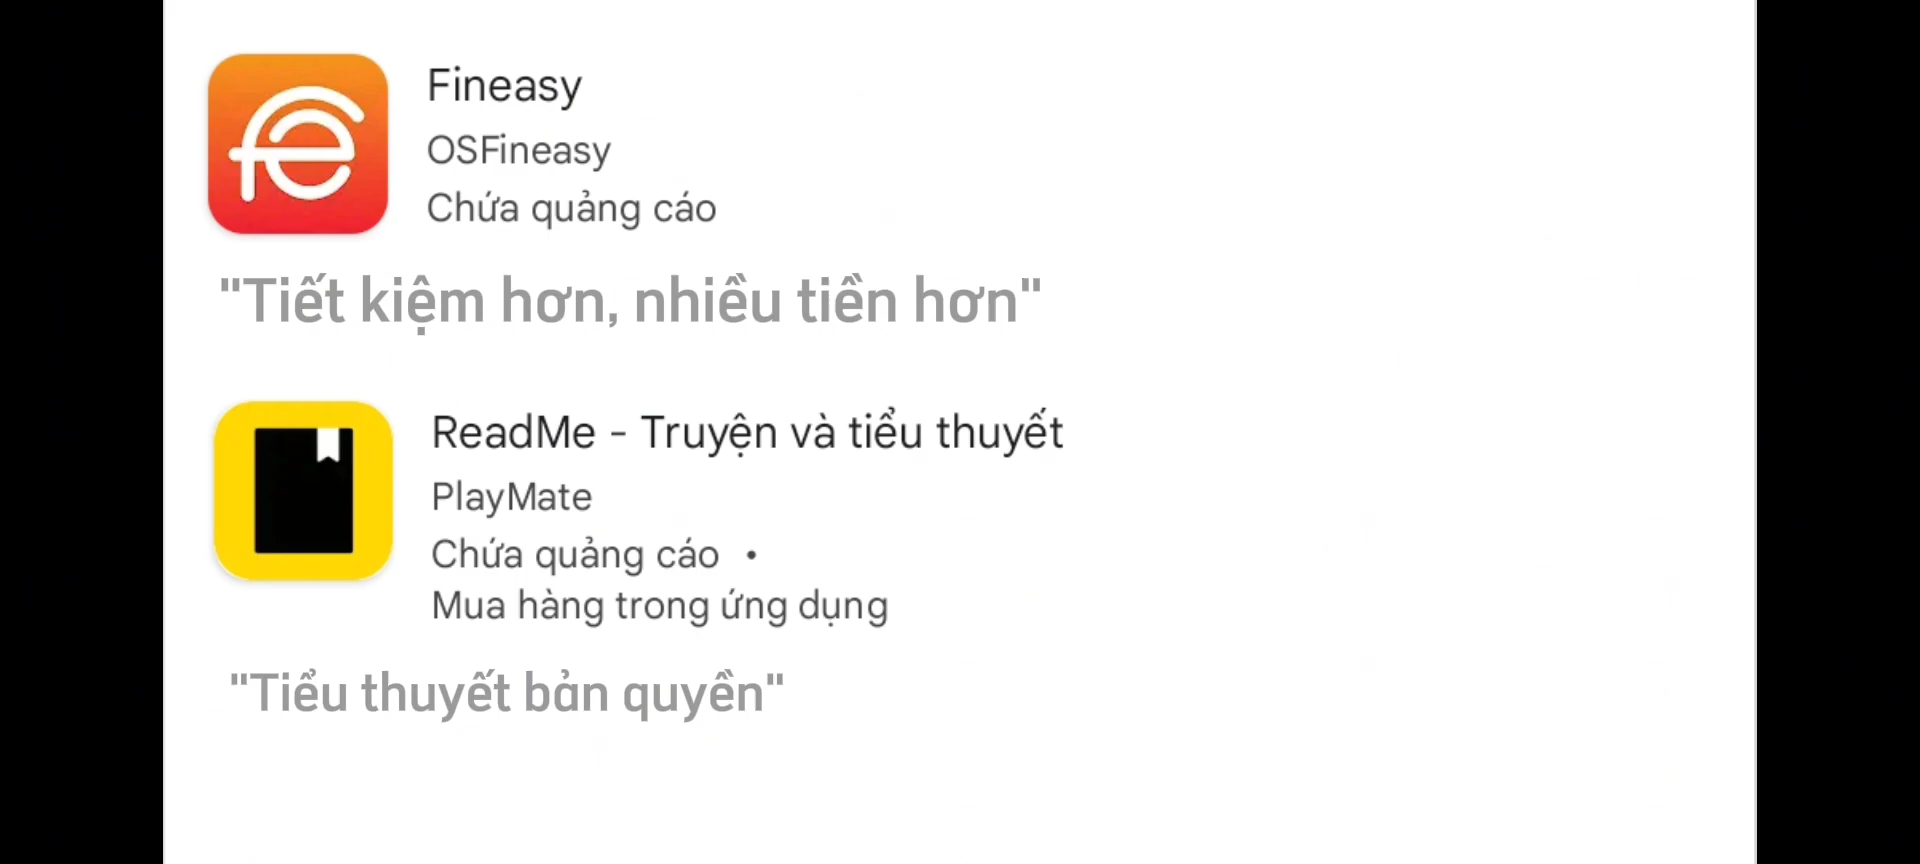 Fineasy
OSFineasy
Chứa quảng cáo
"Tiết kiệm hơn, nhiều tiền hơn"
ReadMe - Truyện và tiểu thuyết
PlayMate
Chứa quảng cáo •
Mua hàng trong ứng dụng
"Tiểu thuyết bản quyền"